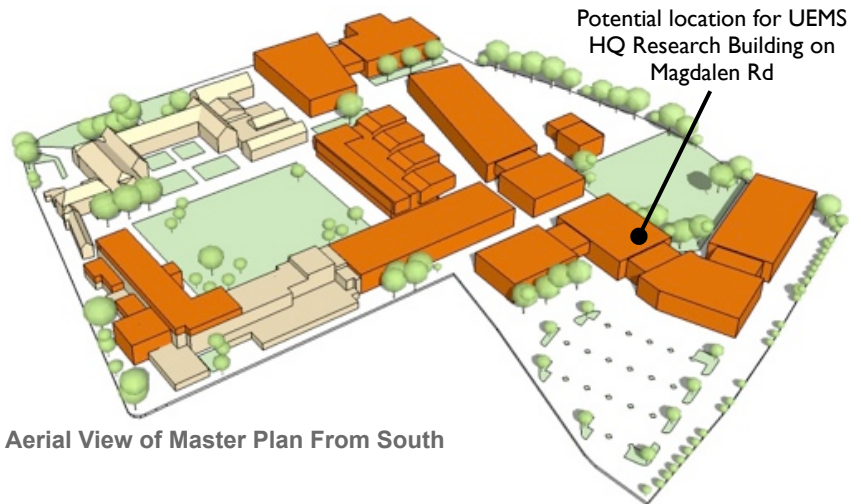 Potential location for UEMS
HQ Research Building on
Magdalen Rd
Aerial View of Master Plan From South